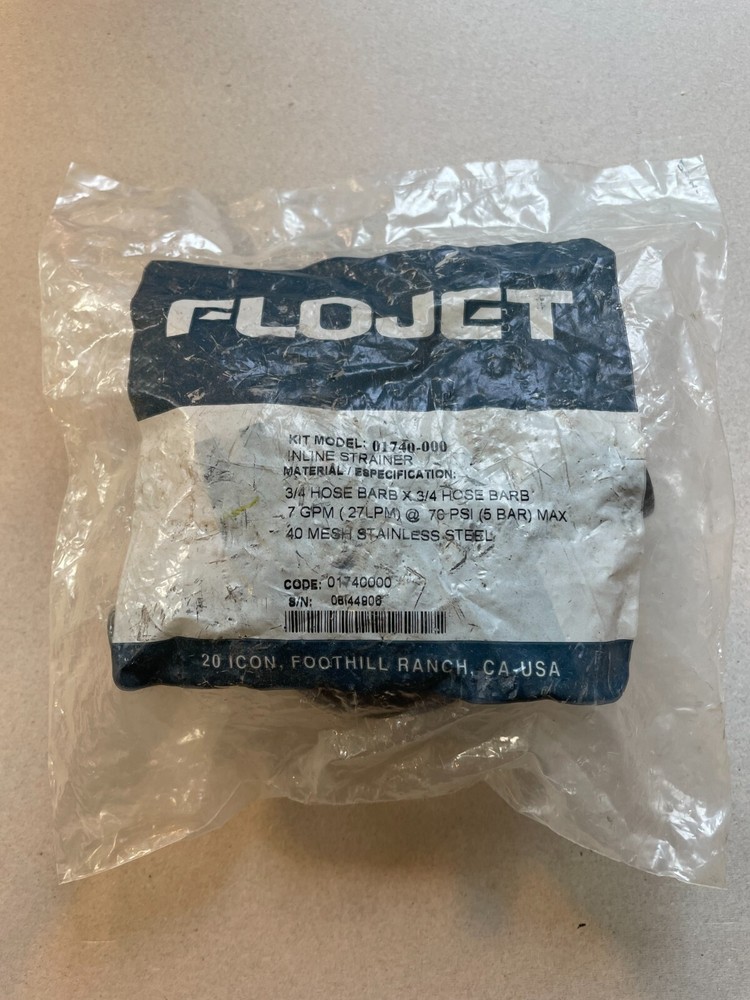 FLOJET
KIT MODEL: 01740-000
INLINE STRAINER
MATERIAL / ESPECIFICATION:
3/4 HOSE BARB X 3/4 HOSE BARB
7 GPM ( 27LPM) @ 70 PSI (5 BAR) MAX
40 MESH STAINLESS STEEL
CODE: 01740000
S/N: 08I44906
20 ICON, FOOTHILL RANCH, CA-USA